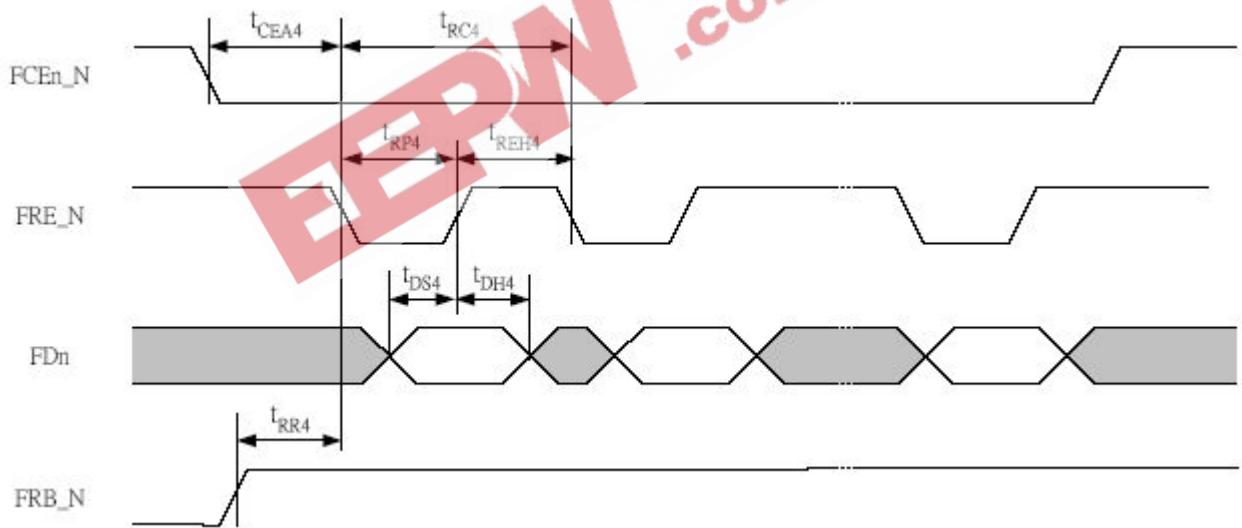 tCEA4
tRC4
FCEn_N
tRP4
tREH4
FRE_N
tDS4
tDH4
FDn
tRR4
FRB_N
EEPW
.com